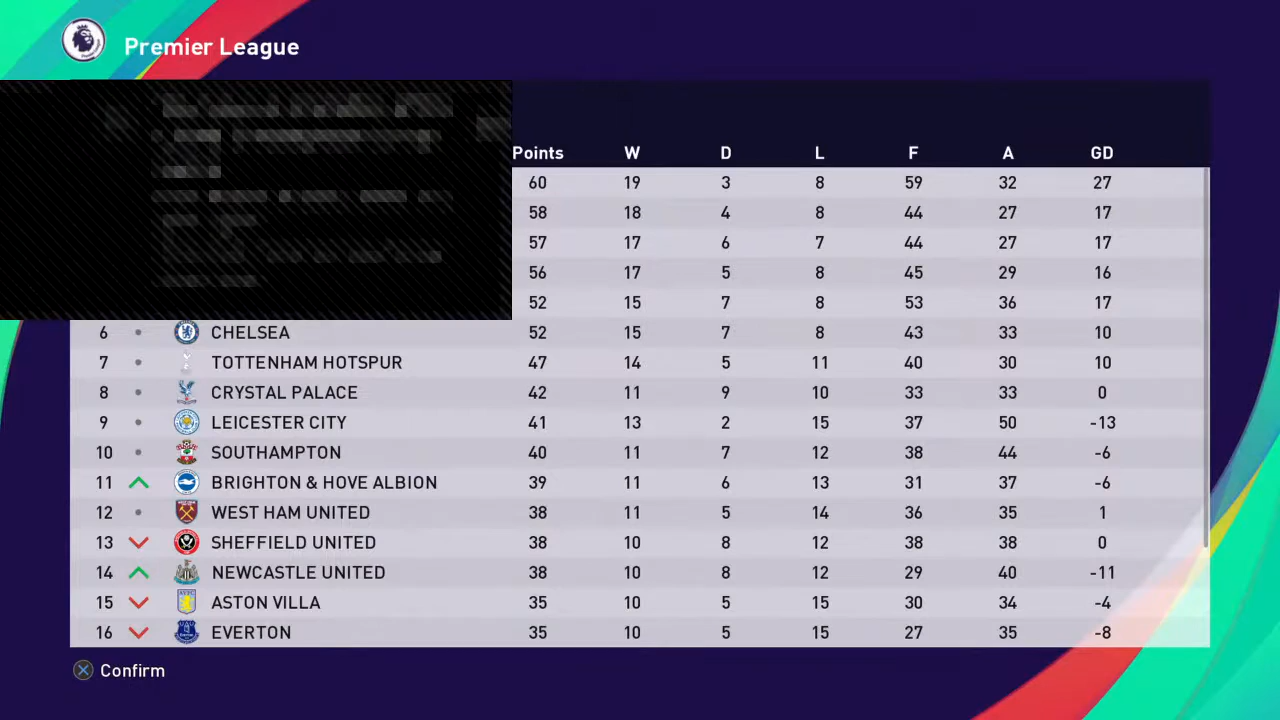 Premier League
Points W D L F A GD
60 19 3 8 59 32 27
58 18 4 8 44 27 17
57 17 6 7 44 27 17
56 17 5 8 45 29 16
52 15 7 8 53 36 17
6 CHELSEA 52 15 7 8 43 33 10
7 TOTTENHAM HOTSPUR 47 14 5 11 40 30 10
8 CRYSTAL PALACE 42 11 9 10 33 33 0
9 LEICESTER CITY 41 13 2 15 37 50 -13
10 SOUTHAMPTON 40 11 7 12 38 44 -6
11 BRIGHTON & HOVE ALBION 39 11 6 13 31 37 -6
12 WEST HAM UNITED 38 11 5 14 36 35 1
13 SHEFFIELD UNITED 38 10 8 12 38 38 0
14 NEWCASTLE UNITED 38 10 8 12 29 40 -11
15 ASTON VILLA 35 10 5 15 30 34 -4
16 EVERTON 35 10 5 15 27 35 -8
Confirm